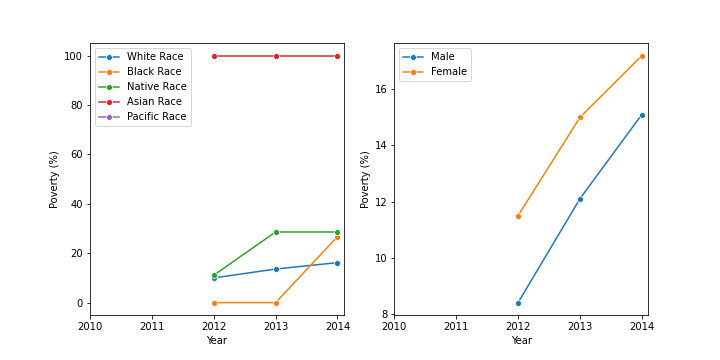 100
80
60
40
20
0
Poverty (%)
White Race
Black Race
Native Race
Asian Race
Pacific Race
2010 2011 2012 2013 2014
Year
16
14
12
10
8
Poverty (%)
Male
Female
2010 2011 2012 2013 2014
Year